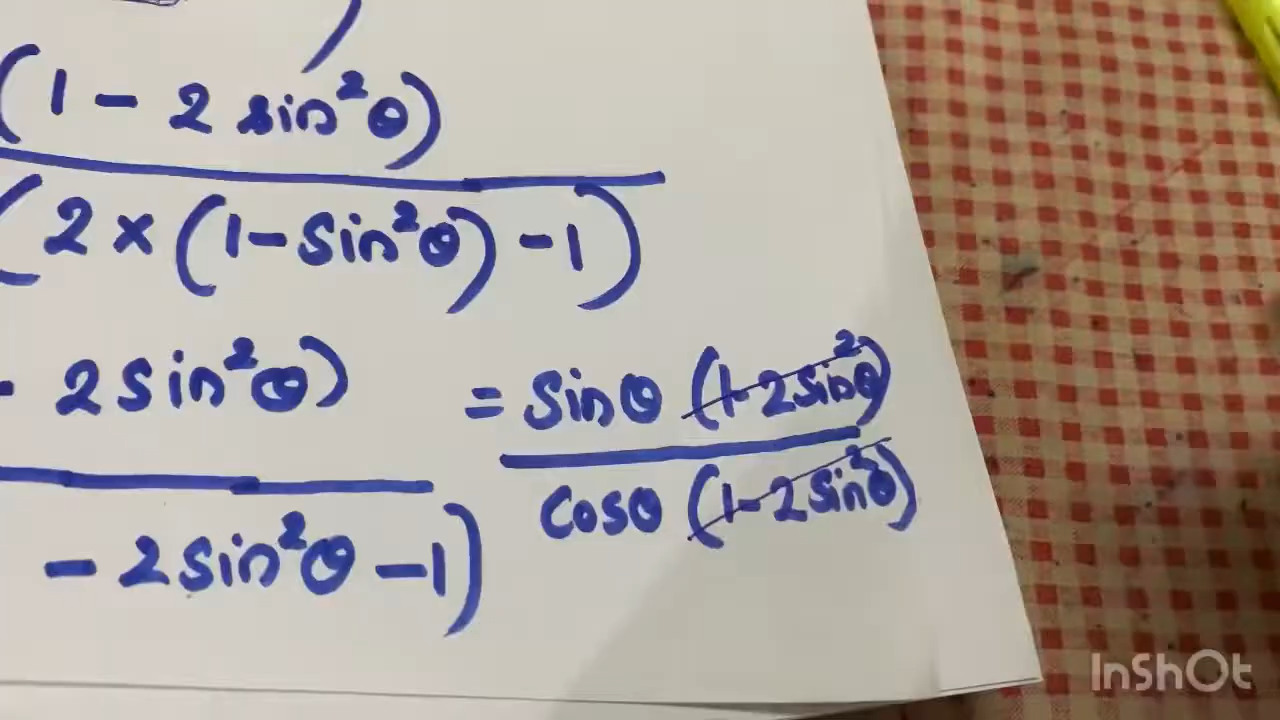 (1 - 2 sin²θ)
(2 × (1 - sin²θ) - 1)
- 2 sin²θ)
- 2 sin²θ - 1)
= sinθ (1 - 2 sin²θ)
cosθ (1 - 2 sin²θ)
InShOt